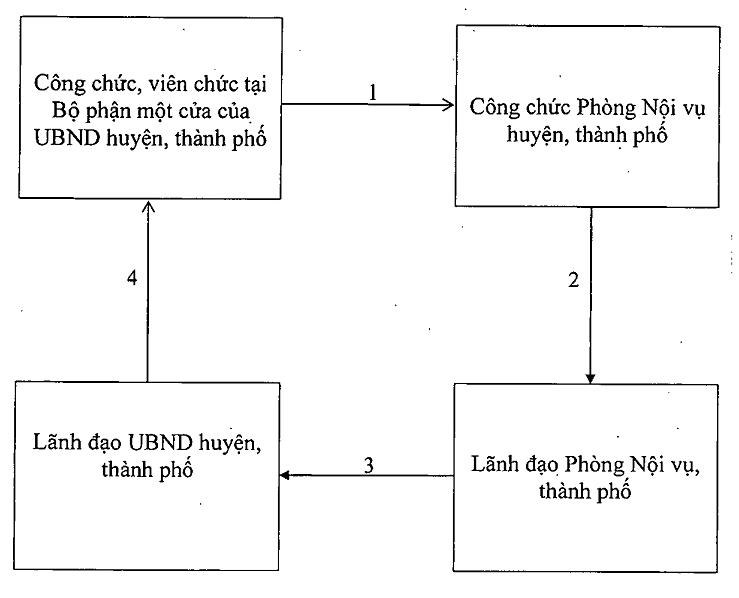 Công chức, viên chức tại
Bộ phận một cửa của
UBND huyện, thành phố
1
Công chức Phòng Nội vụ
huyện, thành phố
4
2
Lãnh đạo UBND huyện,
thành phố
3
Lãnh đạo Phòng Nội vụ,
thành phố